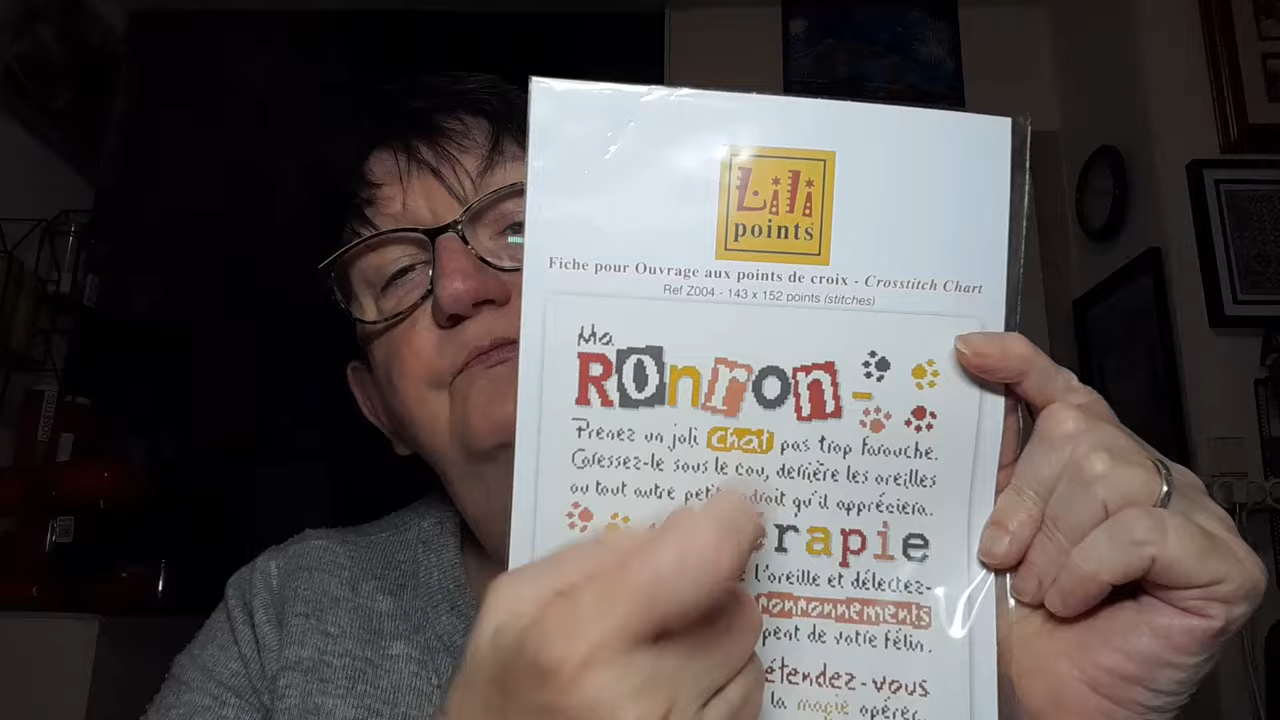 Lili
points
Fiche pour Ouvrage aux points de croix - Crosstitch Chart
Ref Z004 - 143 x 152 points (stitches)
Ma
Ronron-
Prenez un joli chat pas trop farouche.
Caressez-le sous le cou, derrière les oreilles
ou tout autre petit endroit qu'il appréciera.
rapie
l'oreille et délectez-
ronronnements
de votre félin.
étendez-vous
la magie opérer.